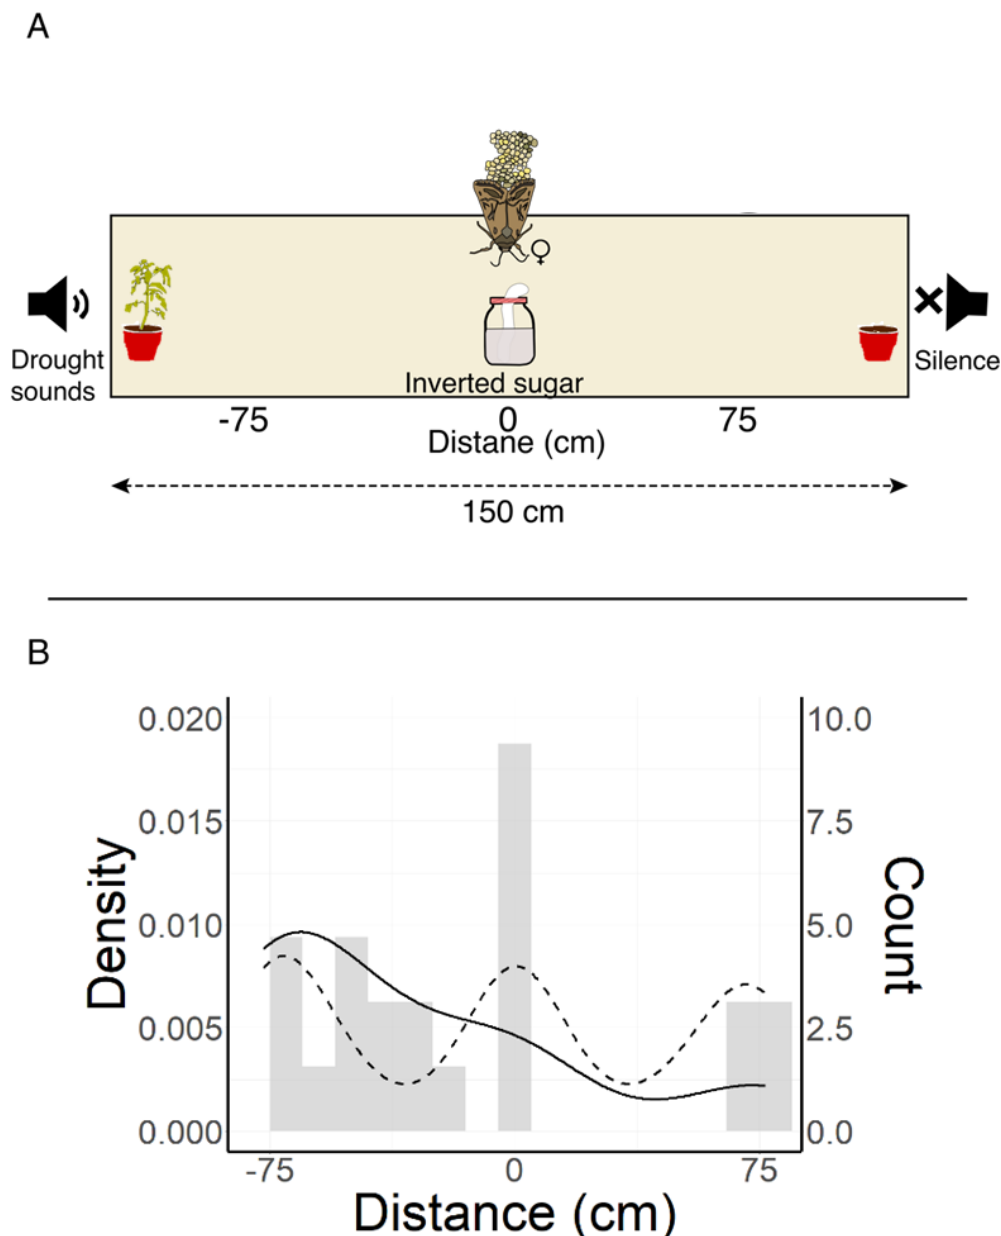 A
♀
Drought
sounds
Silence
Inverted sugar
-75
0
75
Distane (cm)
150 cm
B
0.020
0.015
0.010
0.005
0.000
Density
10.0
7.5
5.0
2.5
0.0
Count
-75
0
75
Distance (cm)